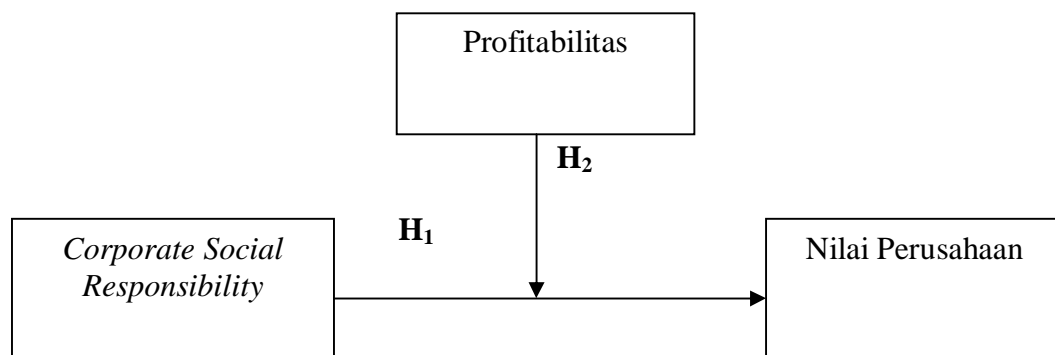 Profitabilitas
H₂
H₁
Corporate Social
Responsibility
Nilai Perusahaan